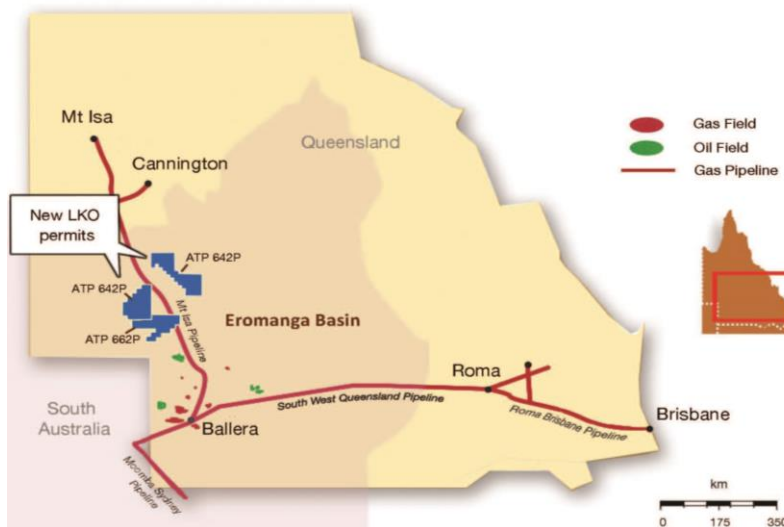 Mt Isa
Cannington
Queensland
Gas Field
Oil Field
Gas Pipeline
New LKO
permits
ATP 642P
ATP 642P
Mt Isa Pipeline
ATP 662P
Eromanga Basin
Roma
South West Queensland Pipeline
Roma Brisbane Pipeline
Brisbane
South
Australia
Ballera
Moomba Sydney
Pipeline
km
0 175 350